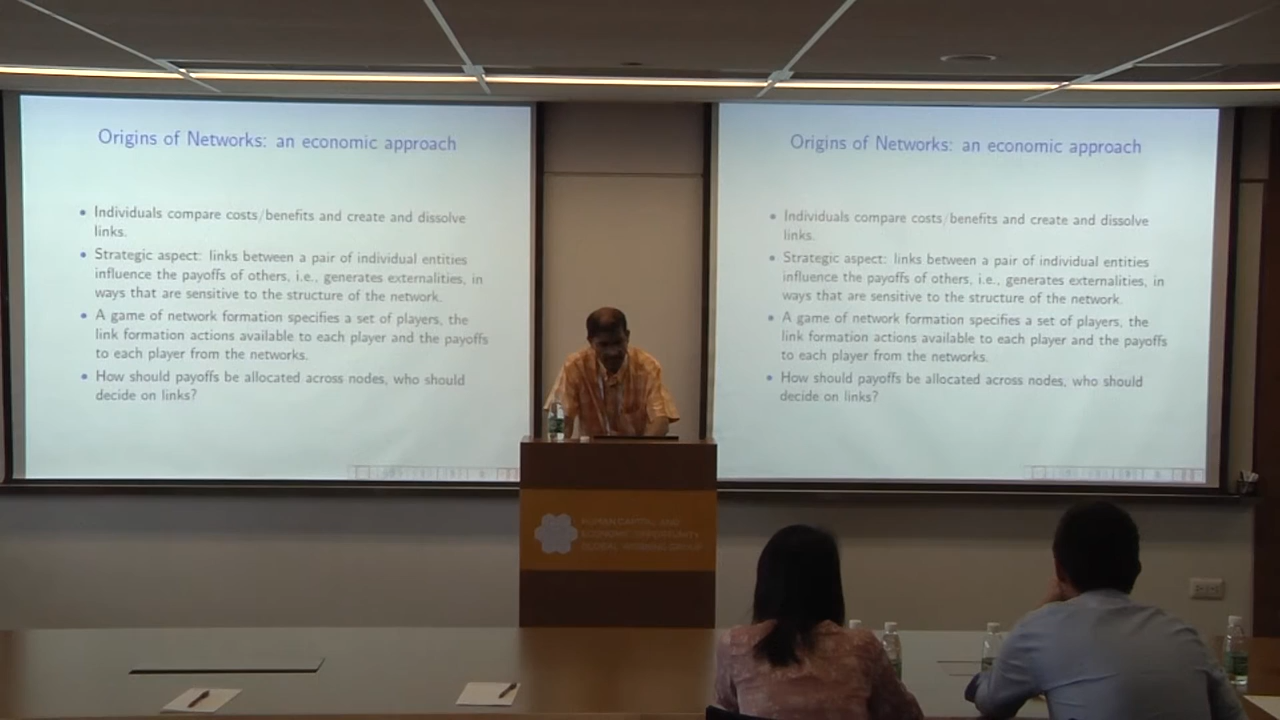 Origins of Networks: an economic approach
• Individuals compare costs/benefits and create and dissolve
links.
• Strategic aspect: links between a pair of individual entities
influence the payoffs of others, i.e., generates externalities, in
ways that are sensitive to the structure of the network.
• A game of network formation specifies a set of players, the
link formation actions available to each player and the payoffs
to each player from the networks.
• How should payoffs be allocated across nodes, who should
decide on links?
Origins of Networks: an economic approach
• Individuals compare costs/benefits and create and dissolve
links.
• Strategic aspect: links between a pair of individual entities
influence the payoffs of others, i.e., generates externalities, in
ways that are sensitive to the structure of the network.
• A game of network formation specifies a set of players, the
link formation actions available to each player and the payoffs
to each player from the networks.
• How should payoffs be allocated across nodes, who should
decide on links?
HUMAN CAPITAL AND
ECONOMIC OPPORTUNITY
GLOBAL WORKING GROUP